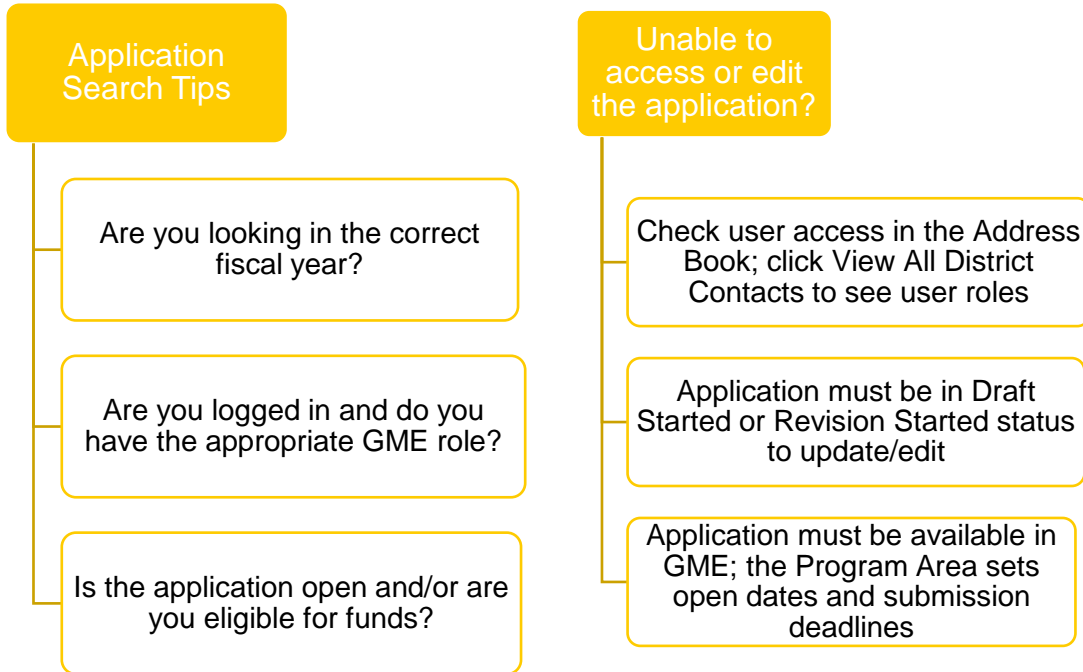 Application
Search Tips
Are you looking in the correct
fiscal year?
Are you logged in and do you
have the appropriate GME role?
Is the application open and/or are
you eligible for funds?
Unable to
access or edit
the application?
Check user access in the Address
Book; click View All District
Contacts to see user roles
Application must be in Draft
Started or Revision Started status
to update/edit
Application must be available in
GME; the Program Area sets
open dates and submission
deadlines